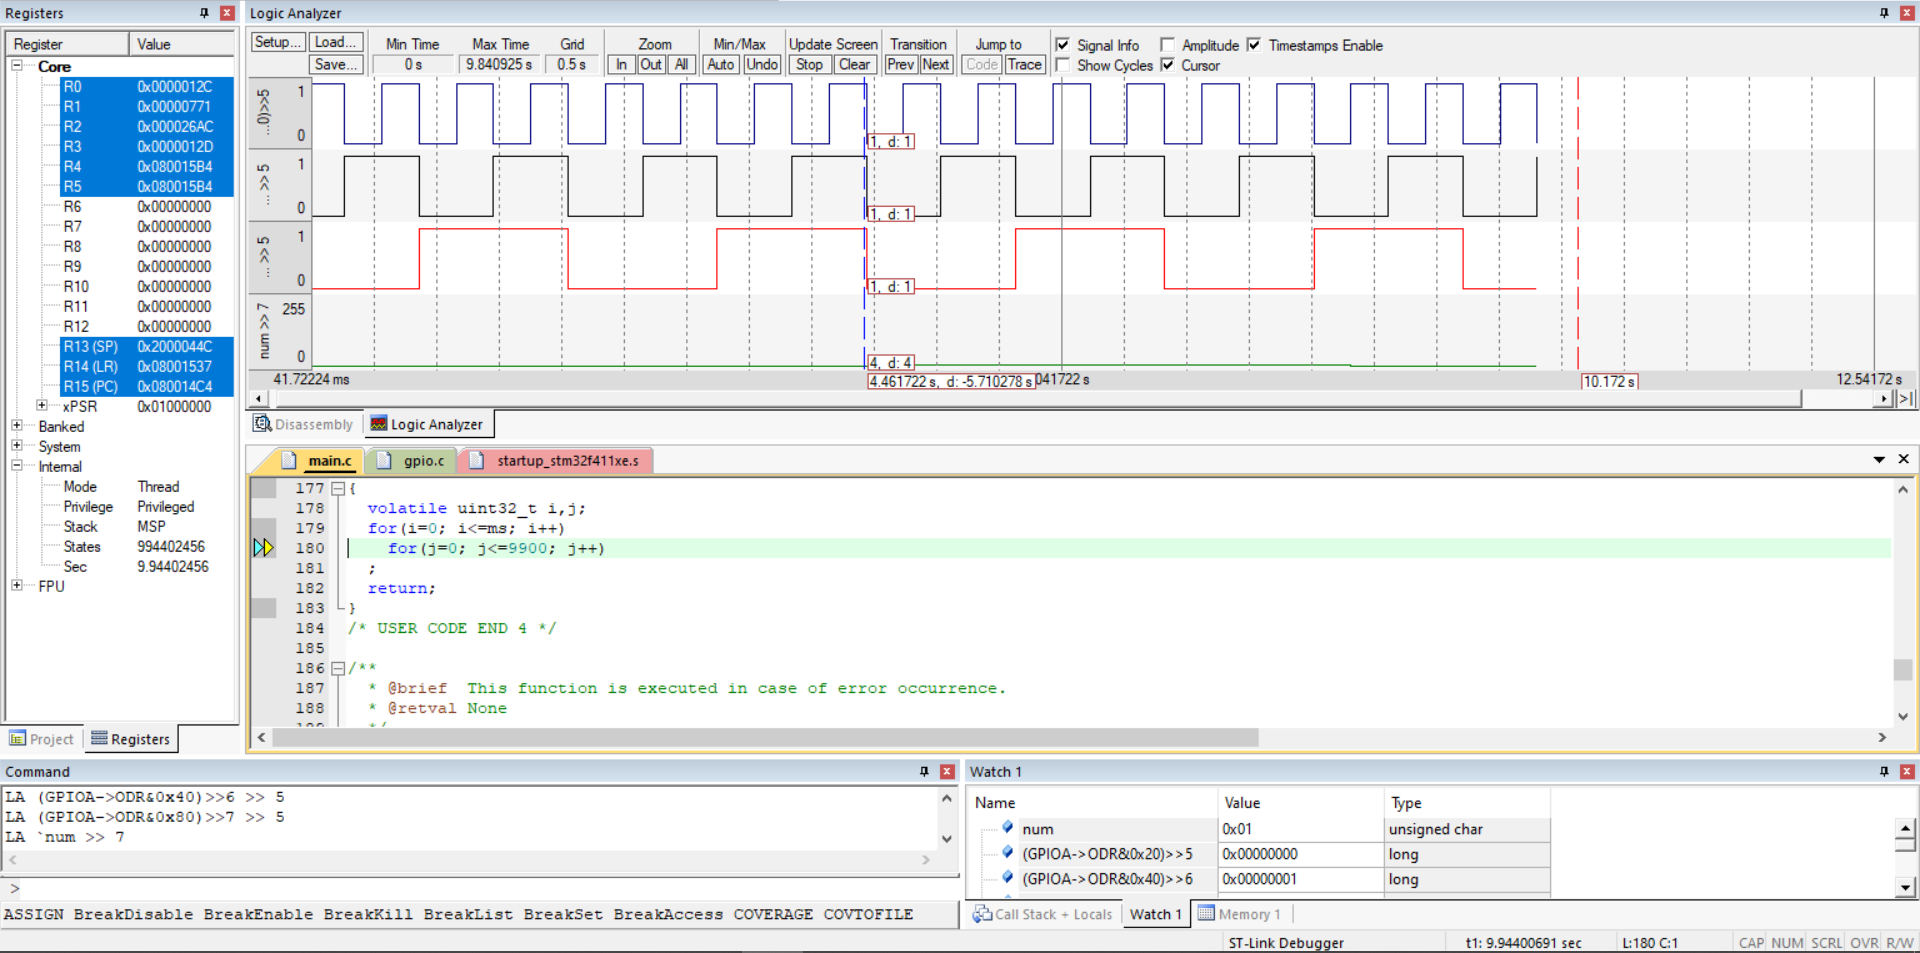 Registers
Register Value
Core
R0 0x0000012C
R1 0x00000771
R2 0x000026AC
R3 0x0000012D
R4 0x080015B4
R5 0x080015B4
R6 0x00000000
R7 0x00000000
R8 0x00000000
R9 0x00000000
R10 0x00000000
R11 0x00000000
R12 0x00000000
R13 (SP) 0x2000044C
R14 (LR) 0x08001537
R15 (PC) 0x080014C4
xPSR 0x01000000
Banked
System
Internal
Mode Thread
Privilege Privileged
Stack MSP
States 994402456
Sec 9.94402456
FPU
Project Registers
Logic Analyzer
Setup... Load... Min Time Max Time Grid Zoom Min/Max Update Screen Transition Jump to Signal Info Amplitude Timestamps Enable
Save... 0 s 9.840925 s 0.5 s In Out All Auto Undo Stop Clear Prev Next Code Trace Show Cycles Cursor
...0)>>5 1 0
1, d: 1
... >> 5 1 0
1, d: 1
... >> 5 1 0
1, d: 1
num >> 7 255 0
4, d: 4
41.72224 ms 4.461722 s, d: -5.710278 s 041722 s 10.172 s 12.54172 s
Disassembly Logic Analyzer
main.c gpio.c startup_stm32f411xe.s
177 {
178 volatile uint32_t i,j;
179 for(i=0; i<=ms; i++)
180 for(j=0; j<=9900; j++)
181 ;
182 return;
183 }
184 /* USER CODE END 4 */
185
186 /**
187 * @brief This function is executed in case of error occurrence.
188 * @retval None
Command
LA (GPIOA->ODR&0x40)>>6 >> 5
LA (GPIOA->ODR&0x80)>>7 >> 5
LA `num >> 7
>
ASSIGN BreakDisable BreakEnable BreakKill BreakList BreakSet BreakAccess COVERAGE COVTOFILE
Watch 1
Name Value Type
num 0x01 unsigned char
(GPIOA->ODR&0x20)>>5 0x00000000 long
(GPIOA->ODR&0x40)>>6 0x00000001 long
Call Stack + Locals Watch 1 Memory 1
ST-Link Debugger t1: 9.94400691 sec L:180 C:1 CAP NUM SCRL OVR R/W